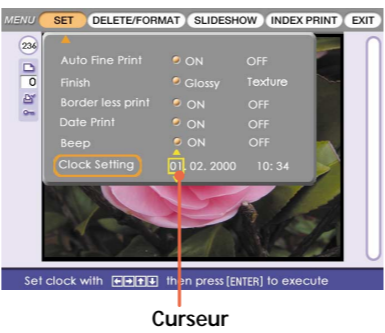 MENU SET DELETE/FORMAT SLIDESHOW INDEX PRINT EXIT
236
0
Auto Fine Print ON OFF
Finish Glossy Texture
Border less print ON OFF
Date Print ON OFF
Beep ON OFF
Clock Setting 01. 02. 2000 10: 34
Set clock with ←→↑↓ then press [ENTER] to execute
Curseur